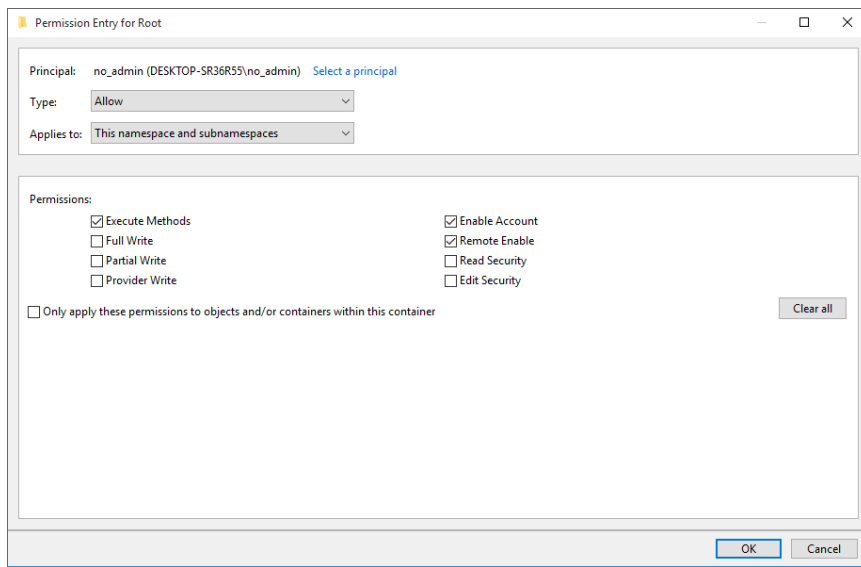 Permission Entry for Root
Principal: no_admin (DESKTOP-SR36R55\no_admin) Select a principal
Type: Allow
Applies to: This namespace and subnamespaces
Permissions:
Execute Methods Enable Account
Full Write Remote Enable
Partial Write Read Security
Provider Write Edit Security
Only apply these permissions to objects and/or containers within this container Clear all
OK Cancel